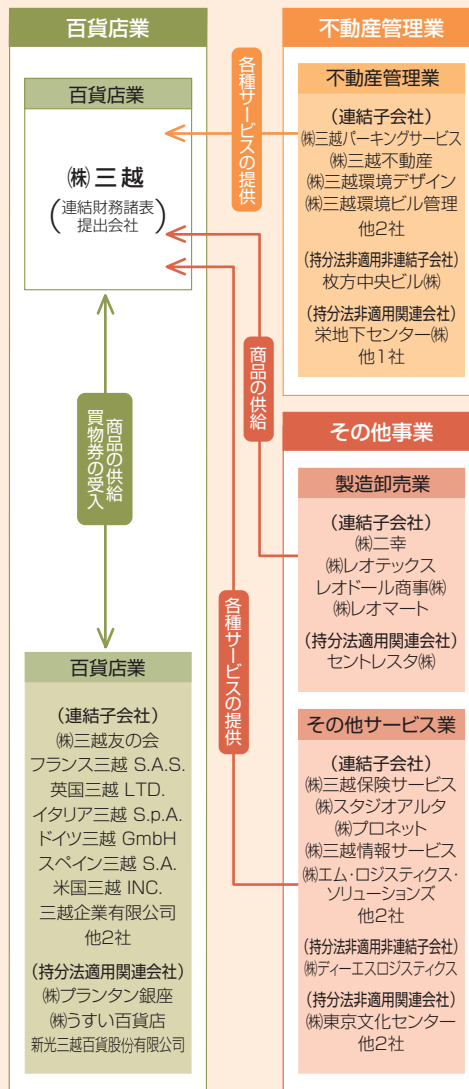 百貨店業
百貨店業
㈱三越
(連結財務諸表
提出会社)
商品の供給
買物券の受入
百貨店業
(連結子会社)
㈱三越友の会
フランス三越 S.A.S.
英国三越 LTD.
イタリア三越 S.p.A.
ドイツ三越 GmbH
スペイン三越 S.A.
米国三越 INC.
三越企業有限公司
他2社
(持分法適用関連会社)
㈱プランタン銀座
㈱うすい百貨店
新光三越百貨股份有限公司
各種サービスの提供
商品の供給
各種サービスの提供
不動産管理業
不動産管理業
(連結子会社)
㈱三越パーキングサービス
㈱三越不動産
㈱三越環境デザイン
㈱三越環境ビル管理
他2社
(持分法非適用非連結子会社)
枚方中央ビル㈱
(持分法非適用関連会社)
栄地下センター㈱
他1社
その他事業
製造卸売業
(連結子会社)
㈱二幸
㈱レオテックス
レオドール商事㈱
㈱レオマート
(持分法適用関連会社)
セントレスタ㈱
その他サービス業
(連結子会社)
㈱三越保険サービス
㈱スタジオアルタ
㈱プロネット
㈱三越情報サービス
㈱エム・ロジスティクス・
ソリューションズ
他2社
(持分法非適用非連結子会社)
㈱ディーエスロジスティクス
(持分法非適用関連会社)
㈱東京文化センター
他2社